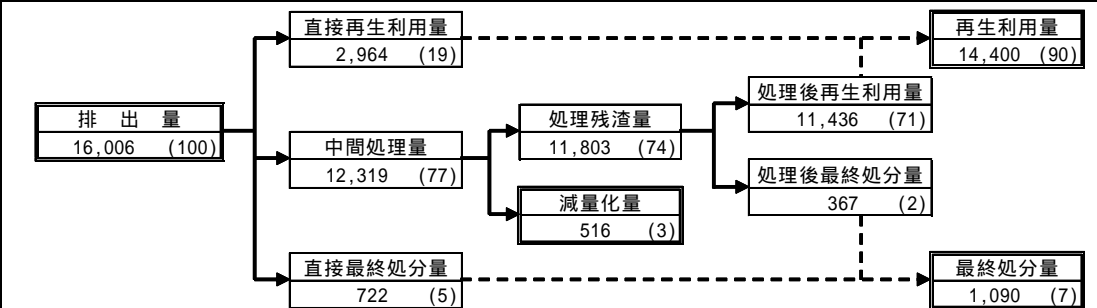 直接再生利用量
2,964 (19)
再生利用量
14,400 (90)
処理後再生利用量
11,436 (71)
排出量
16,006 (100)
処理残渣量
11,803 (74)
中間処理量
12,319 (77)
処理後最終処分量
367 (2)
減量化量
516 (3)
直接最終処分量
722 (5)
最終処分量
1,090 (7)